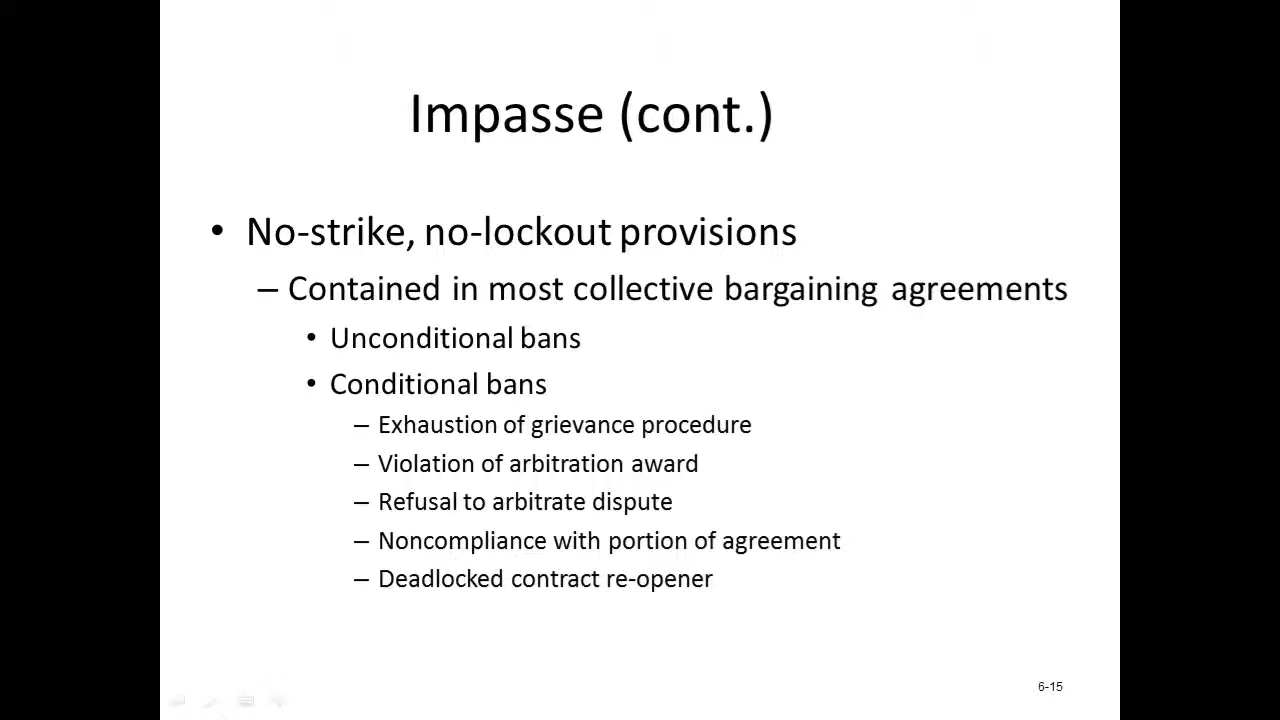 Impasse (cont.)
• No-strike, no-lockout provisions
– Contained in most collective bargaining agreements
• Unconditional bans
• Conditional bans
– Exhaustion of grievance procedure
– Violation of arbitration award
– Refusal to arbitrate dispute
– Noncompliance with portion of agreement
– Deadlocked contract re-opener
6-15